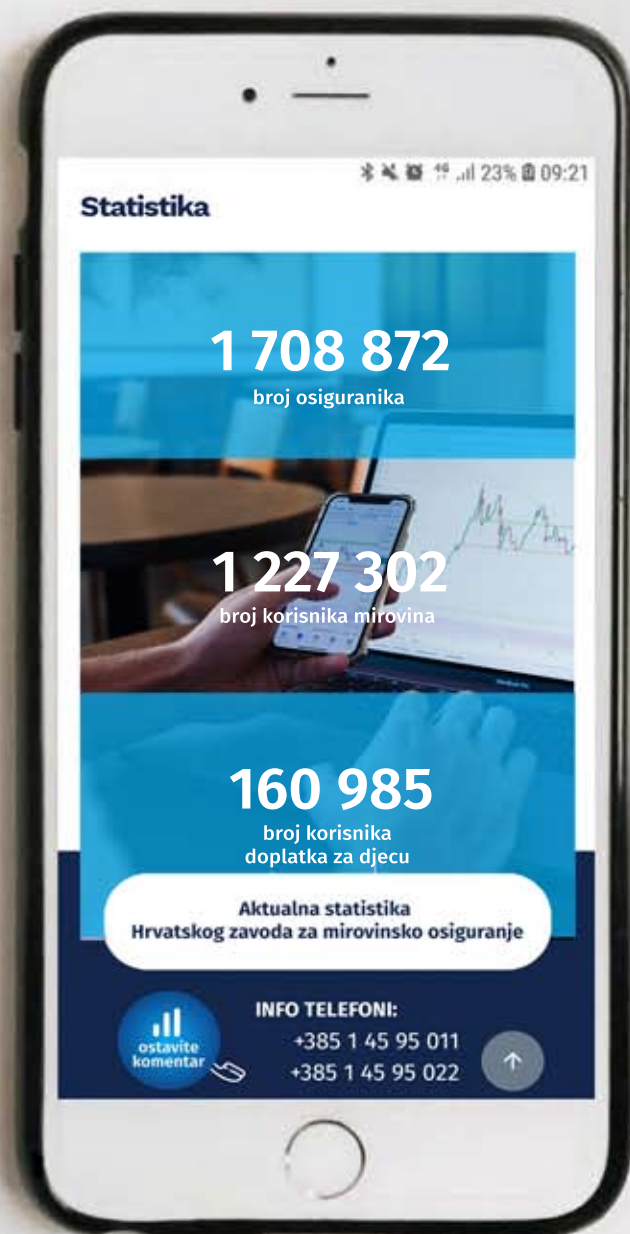 23% 09:21
Statistika
1 708 872
broj osiguranika
1 227 302
broj korisnika mirovina
160 985
broj korisnika
doplatka za djecu
Aktualna statistika
Hrvatskog zavoda za mirovinsko osiguranje
ostavite
komentar
INFO TELEFONI:
+385 1 45 95 011
+385 1 45 95 022